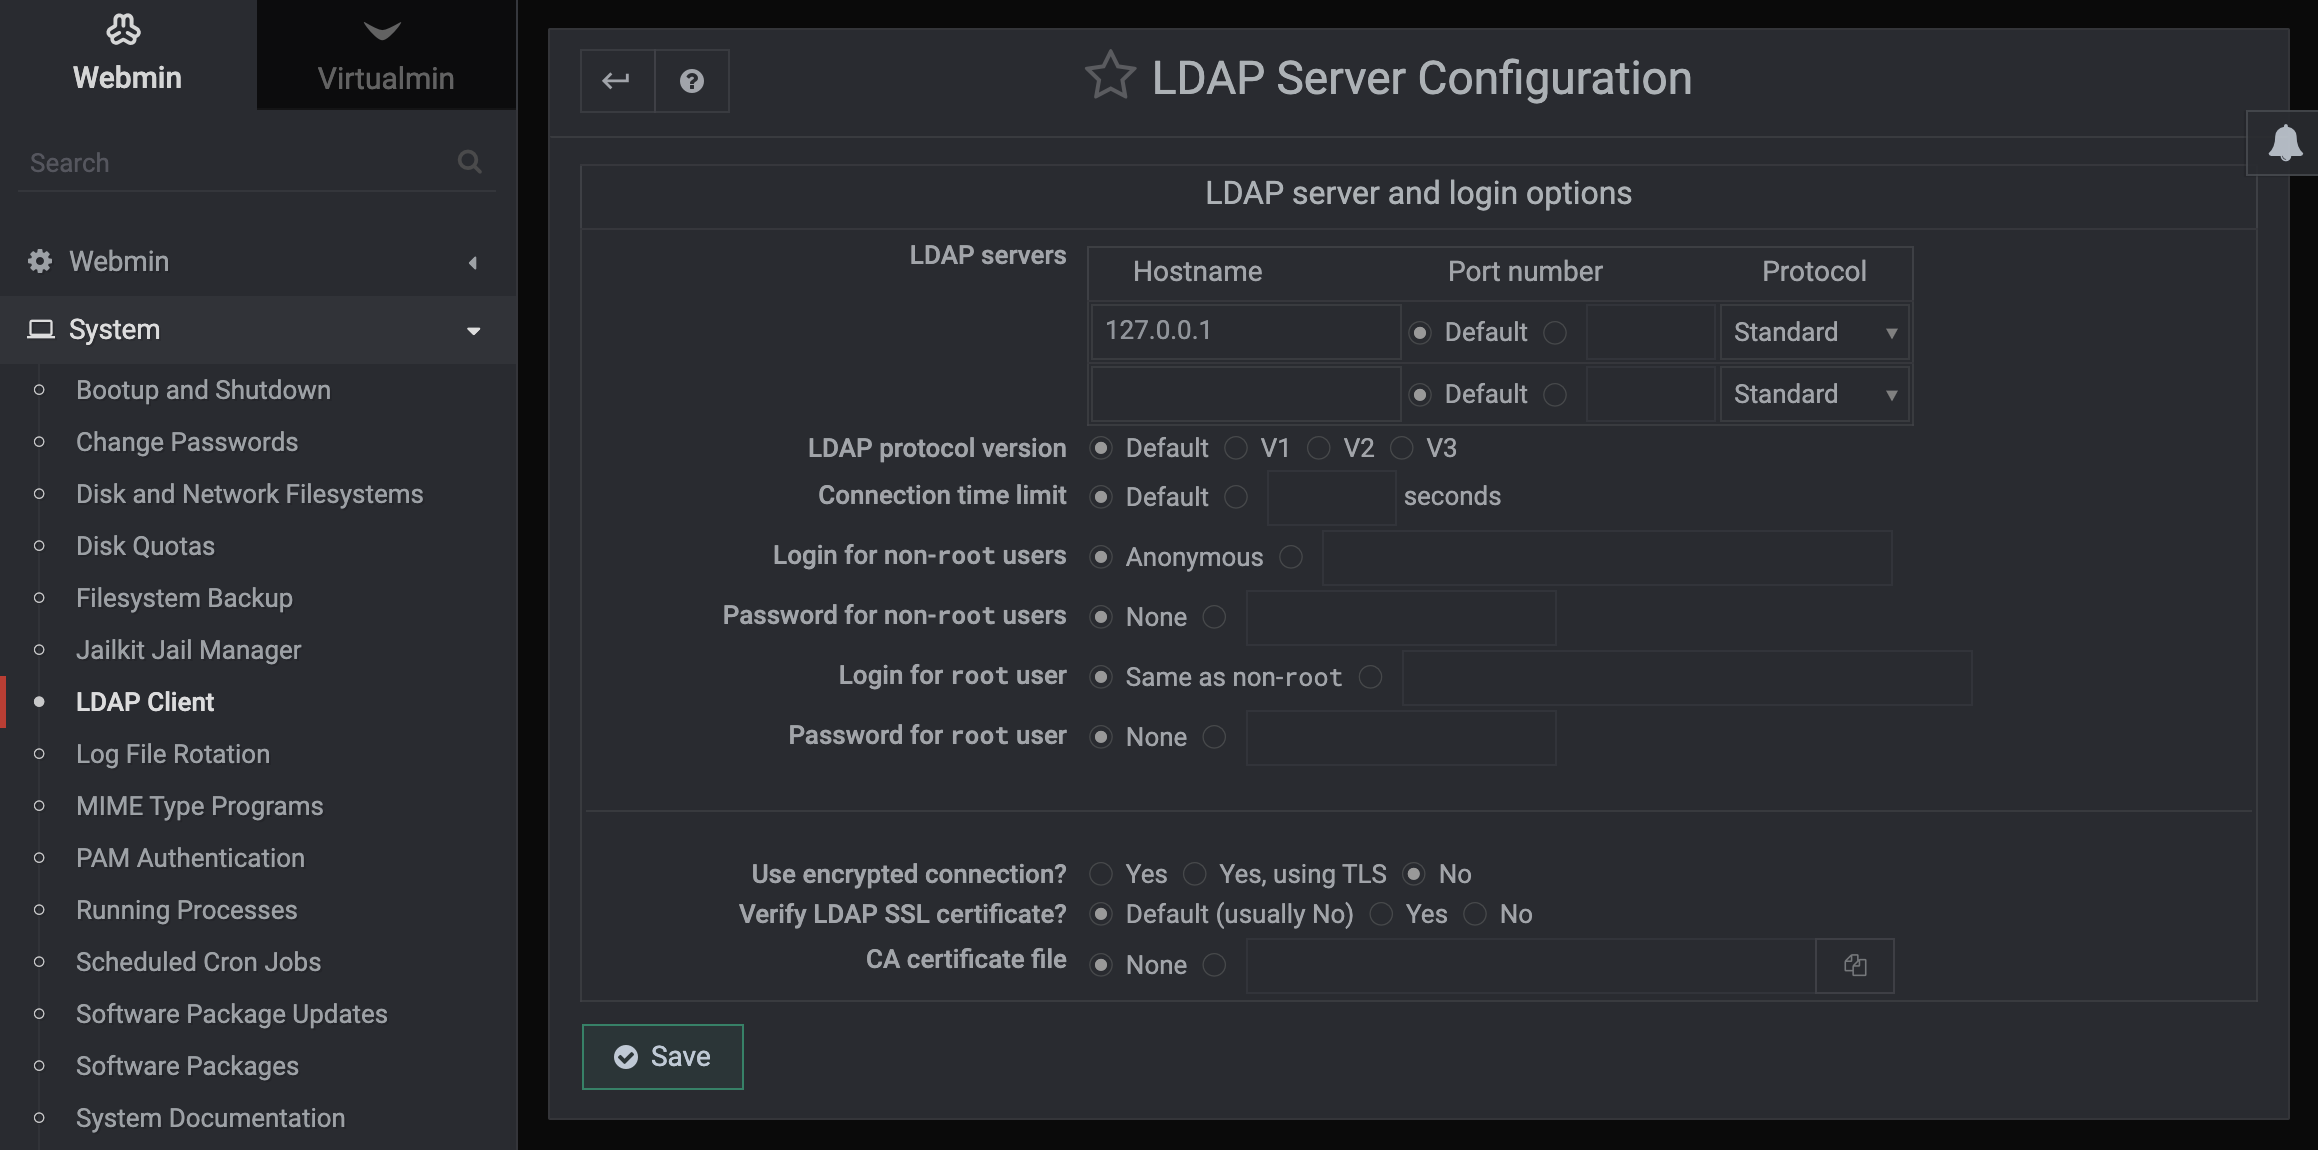 Webmin
Virtualmin
Search
Webmin
System
Bootup and Shutdown
Change Passwords
Disk and Network Filesystems
Disk Quotas
Filesystem Backup
Jailkit Jail Manager
LDAP Client
Log File Rotation
MIME Type Programs
PAM Authentication
Running Processes
Scheduled Cron Jobs
Software Package Updates
Software Packages
System Documentation
LDAP Server Configuration
LDAP server and login options
LDAP servers
Hostname Port number Protocol
127.0.0.1 Default Standard
Default Standard
LDAP protocol version Default V1 V2 V3
Connection time limit Default seconds
Login for non-root users Anonymous
Password for non-root users None
Login for root user Same as non-root
Password for root user None
Use encrypted connection? Yes Yes, using TLS No
Verify LDAP SSL certificate? Default (usually No) Yes No
CA certificate file None
Save